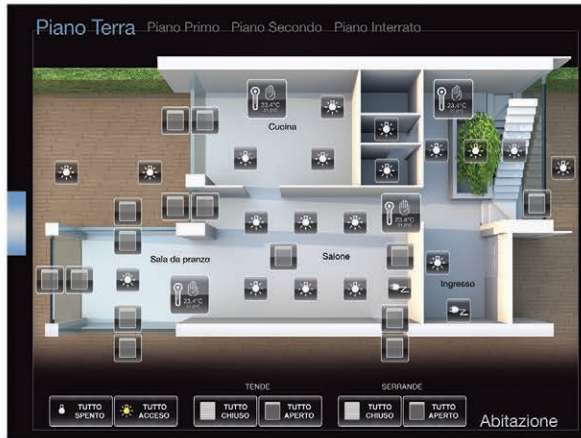 Piano Terra Piano Primo Piano Secondo Piano Interrato
23.4°C
23.4°C
Cucina
23.4°C
Sala da pranzo
Salone
23.4°C
Ingresso
TENDE
SERRANDE
TUTTO SPENTO
TUTTO ACCESO
TUTTO CHIUSO
TUTTO APERTO
TUTTO CHIUSO
TUTTO APERTO
Abitazione